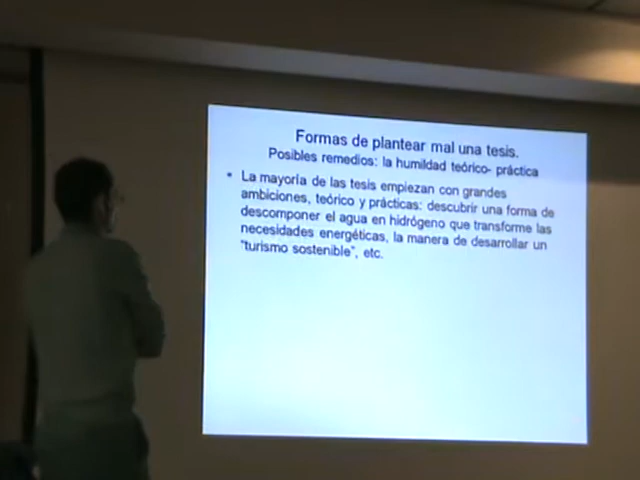 Formas de plantear mal una tesis.
Posibles remedios: la humildad teórico- práctica
• La mayoría de las tesis empiezan con grandes
ambiciones, teórico y prácticas: descubrir una forma de
descomponer el agua en hidrógeno que transforme las
necesidades energéticas, la manera de desarrollar un
"turismo sostenible", etc.